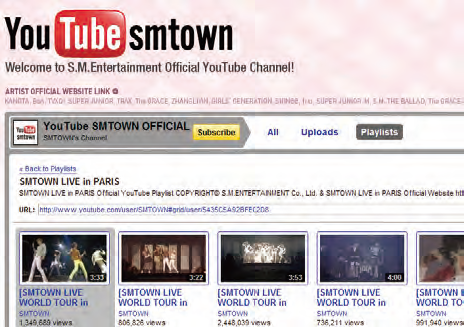 You Tube smtown
Welcome to S.M.Entertainment Official YouTube Channel!
ARTIST OFFICIAL WEBSITE LINK
KANGTA, BoA, TVXQ!, SUPER JUNIOR, TRAX, The GRACE, ZHANGLIAH, GIRLS' GENERATION, SHINee, f(x), SUPER JUNIOR-M, S.M. THE BALLAD, The GRACE-
YouTube SMTOWN OFFICIAL
SMTOWN's Channel
Subscribe
All Uploads Playlists
« Back to Playlists
SMTOWN LIVE in PARIS
SMTOWN LIVE in PARIS Official YouTube Playlist COPYRIGHT© S.M.ENTERTAINMENT Co., Ltd. & SMTOWN LIVE in PARIS Official Website htt
URL: http://www.youtube.com/user/SMTOWN#grid/user/5435C5A92BFEC2D8
3:33 3:22 3:53 4:00
[SMTOWN LIVE [SMTOWN LIVE [SMTOWN LIVE [SMTOWN LIVE [SMTOWN
WORLD TOUR in WORLD TOUR in WORLD TOUR in WORLD TOUR in WORLD TO
SMTOWN SMTOWN SMTOWN SMTOWN SMTOWN
1,349,689 views 806,826 views 2,448,039 views 736,211 views 991,940 views